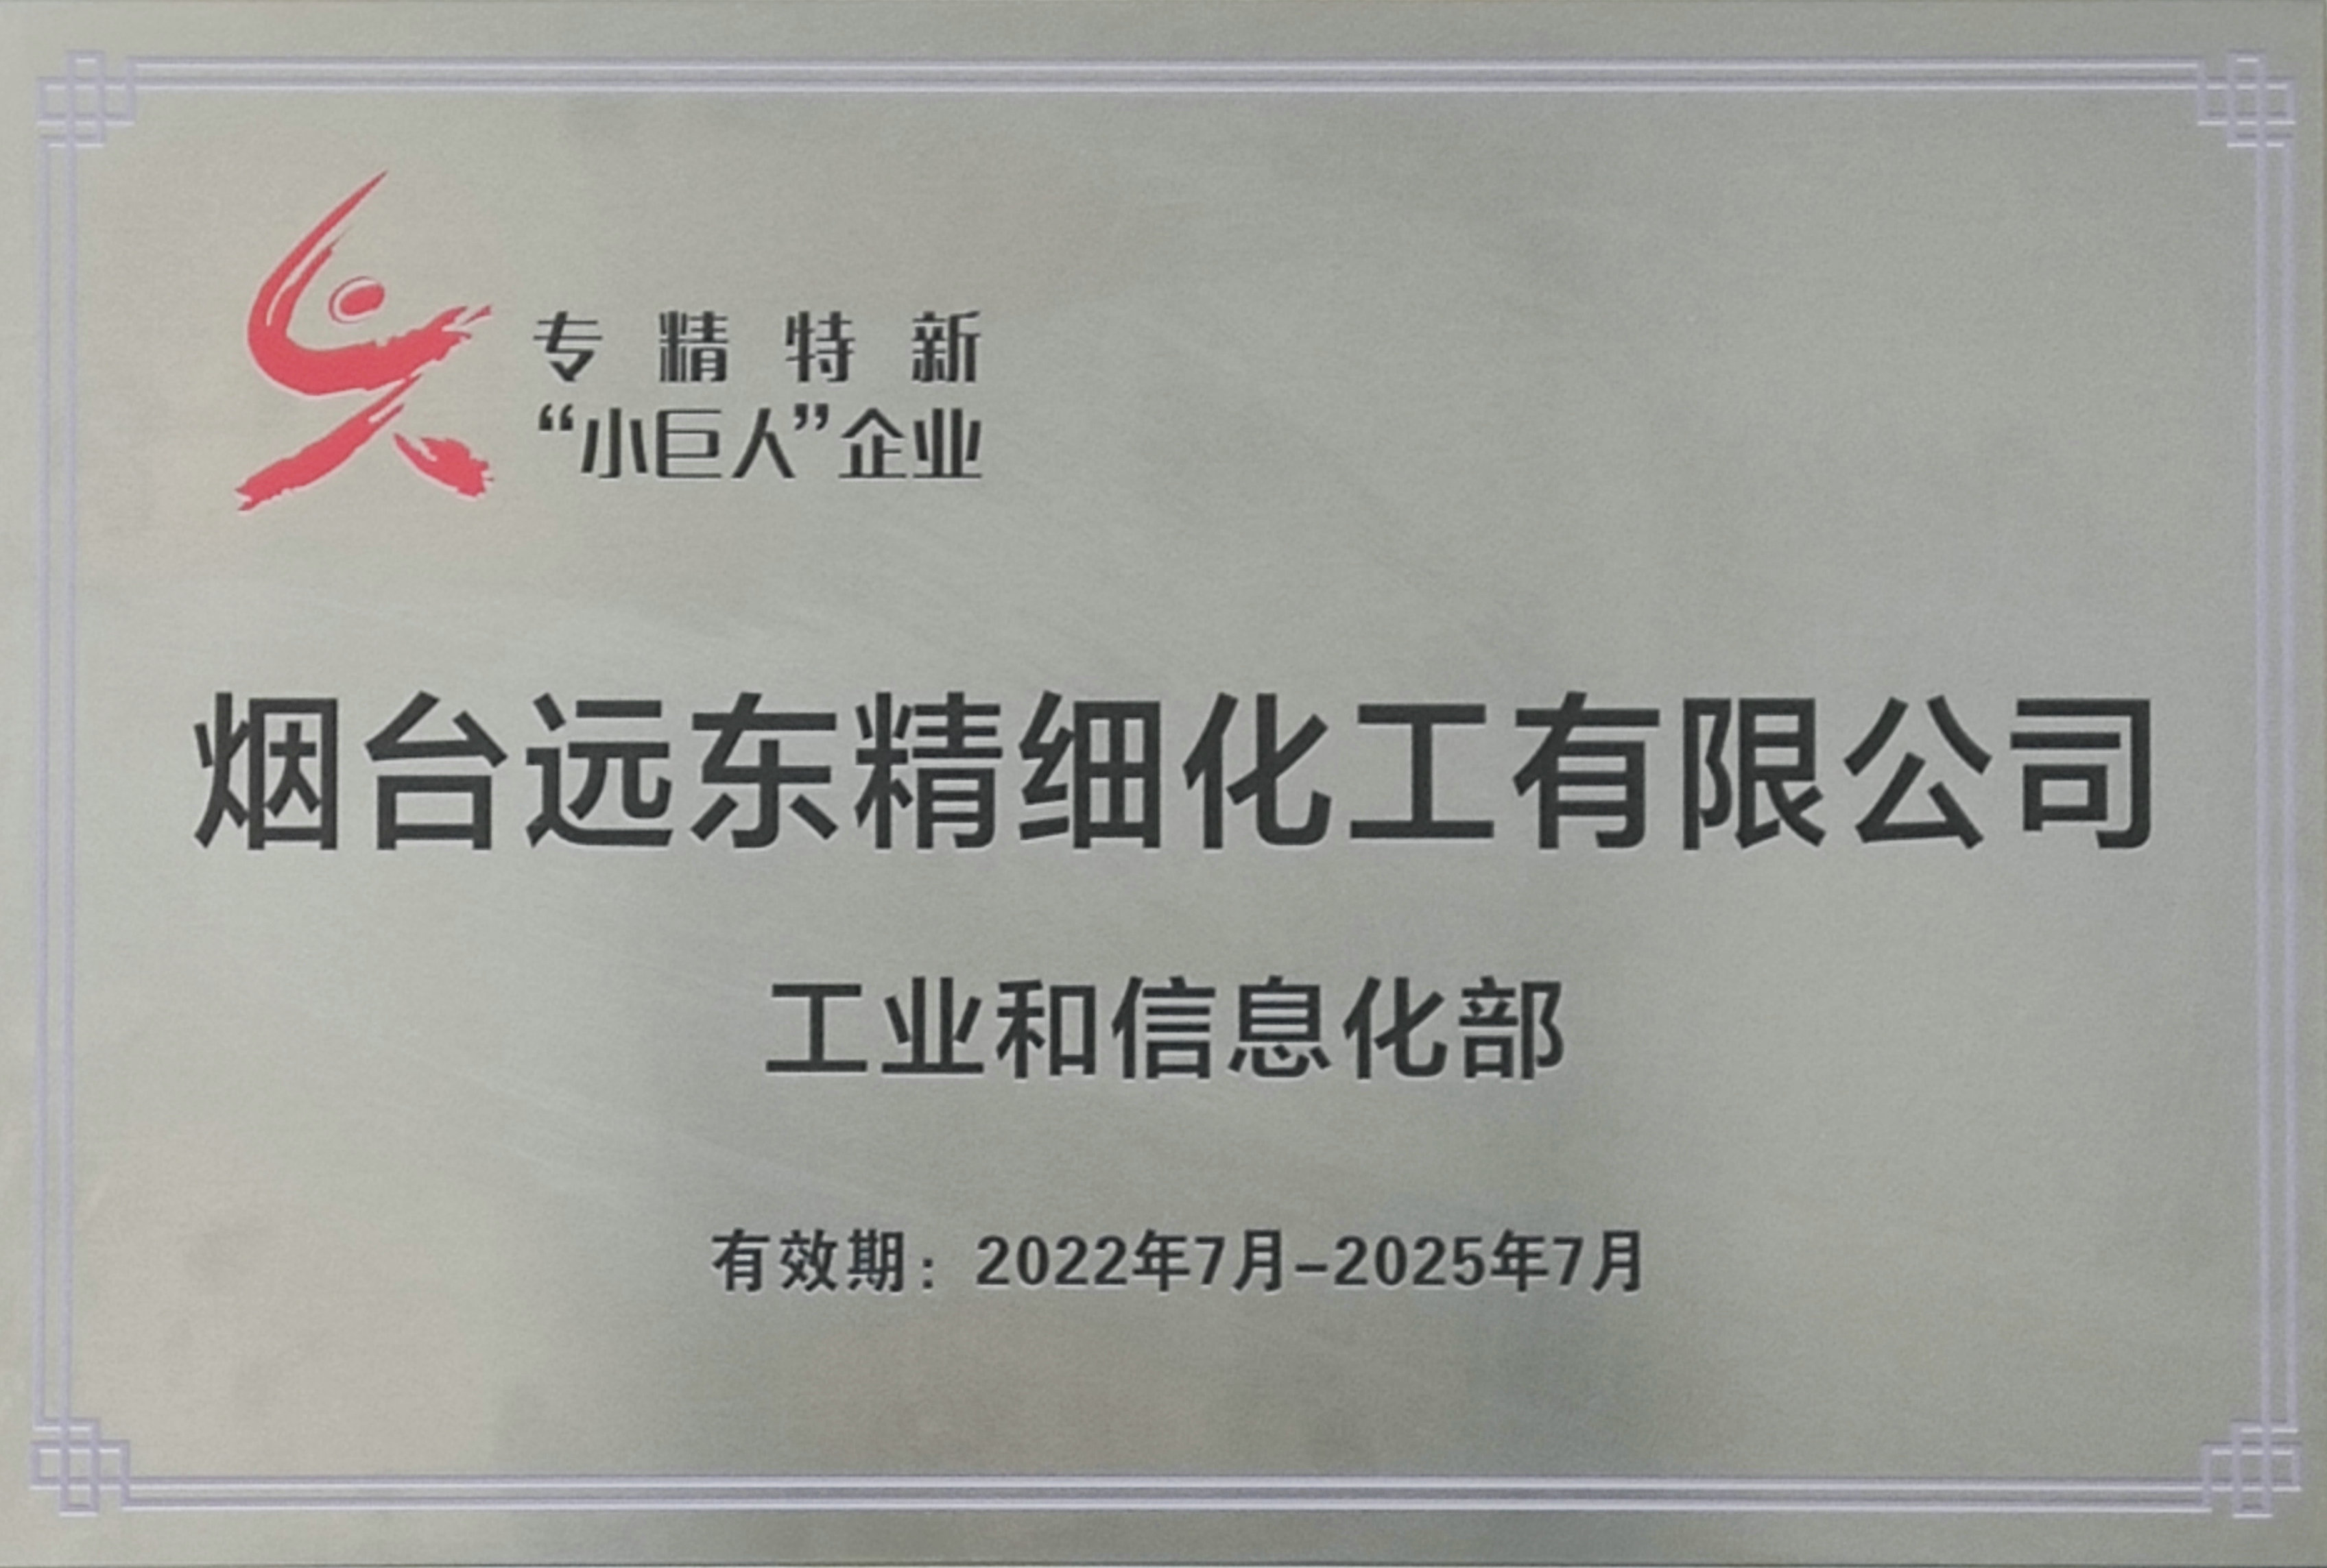 专精特新
“小巨人”企业
烟台远东精细化工有限公司
工业和信息化部
有效期：2022年7月-2025年7月